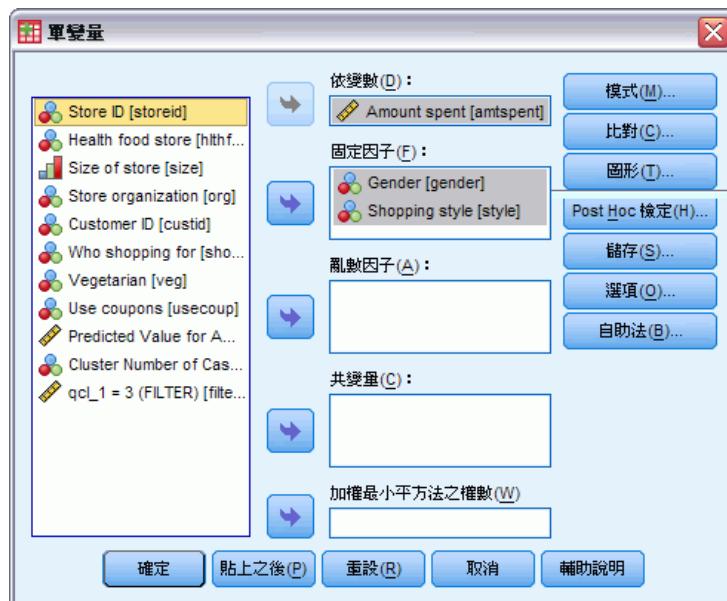 單變量
Store ID [storeid]
Health food store [hlthf...
Size of store [size]
Store organization [org]
Customer ID [custid]
Who shopping for [sho...
Vegetarian [veg]
Use coupons [usecoup]
Predicted Value for A...
Cluster Number of Cas...
qcl_1 = 3 (FILTER) [filte...
依變數(D)：
Amount spent [amtspent]
固定因子(F)：
Gender [gender]
Shopping style [style]
亂數因子(A)：
共變量(C)：
加權最小平方法之權數(W)
模式(M)...
比對(C)...
圖形(T)...
Post Hoc 檢定(H)...
儲存(S)...
選項(O)...
自助法(B)...
確定
貼上之後(P)
重設(R)
取消
輔助說明